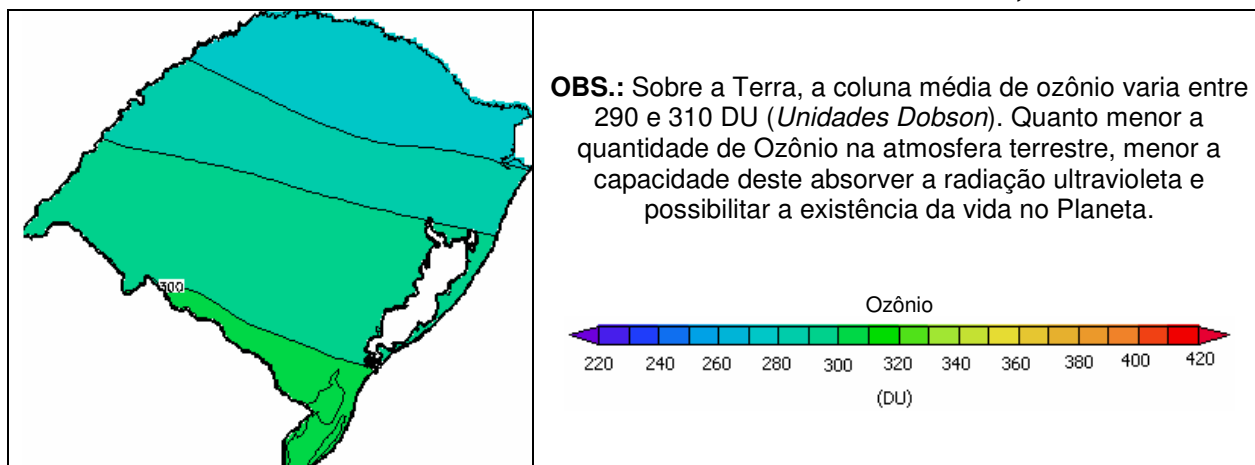 OBS.: Sobre a Terra, a coluna média de ozônio varia entre
290 e 310 DU (Unidades Dobson). Quanto menor a
quantidade de Ozônio na atmosfera terrestre, menor a
capacidade deste absorver a radiação ultravioleta e
possibilitar a existência da vida no Planeta.
300
Ozônio
220 240 260 280 300 320 340 360 380 400 420
(DU)